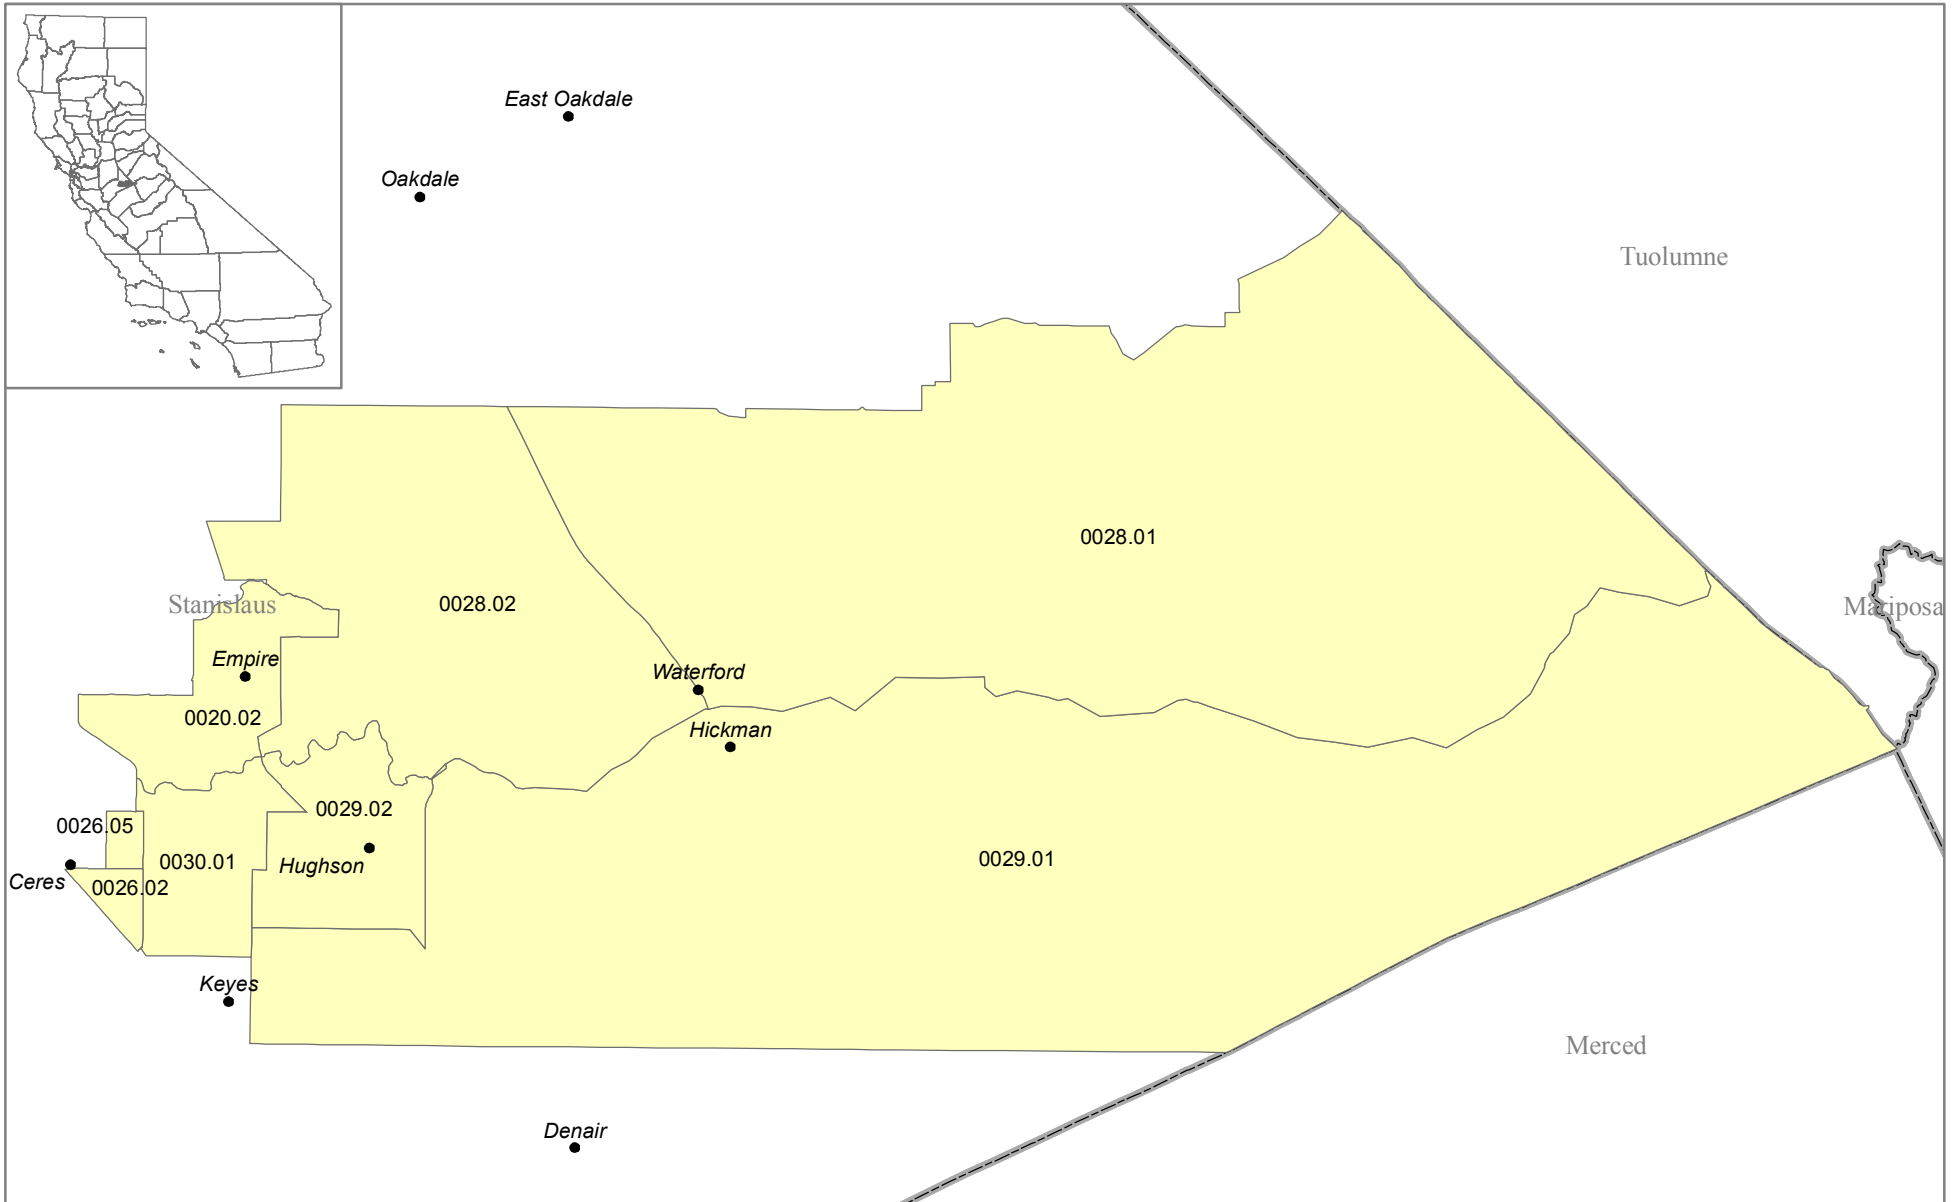 East Oakdale
Oakdale
Tuolumne
0028.01
Stanislaus
0028.02
Mariposa
Empire
Waterford
0020.02
Hickman
0029.02
0026.05
0030.01
Hughson
0029.01
Ceres
0026.02
Keyes
Merced
Denair